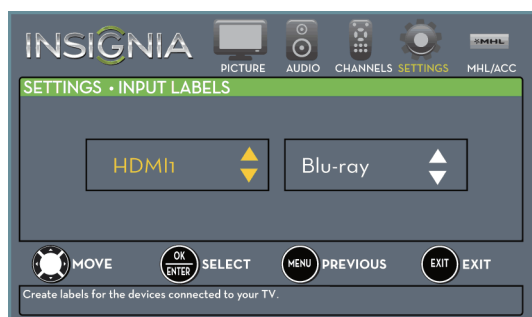 INSIGNIA
PICTURE AUDIO CHANNELS SETTINGS MHL/ACC
MHL
SETTINGS • INPUT LABELS
HDMI1 Blu-ray
MOVE OK ENTER SELECT MENU PREVIOUS EXIT EXIT
Create labels for the devices connected to your TV.